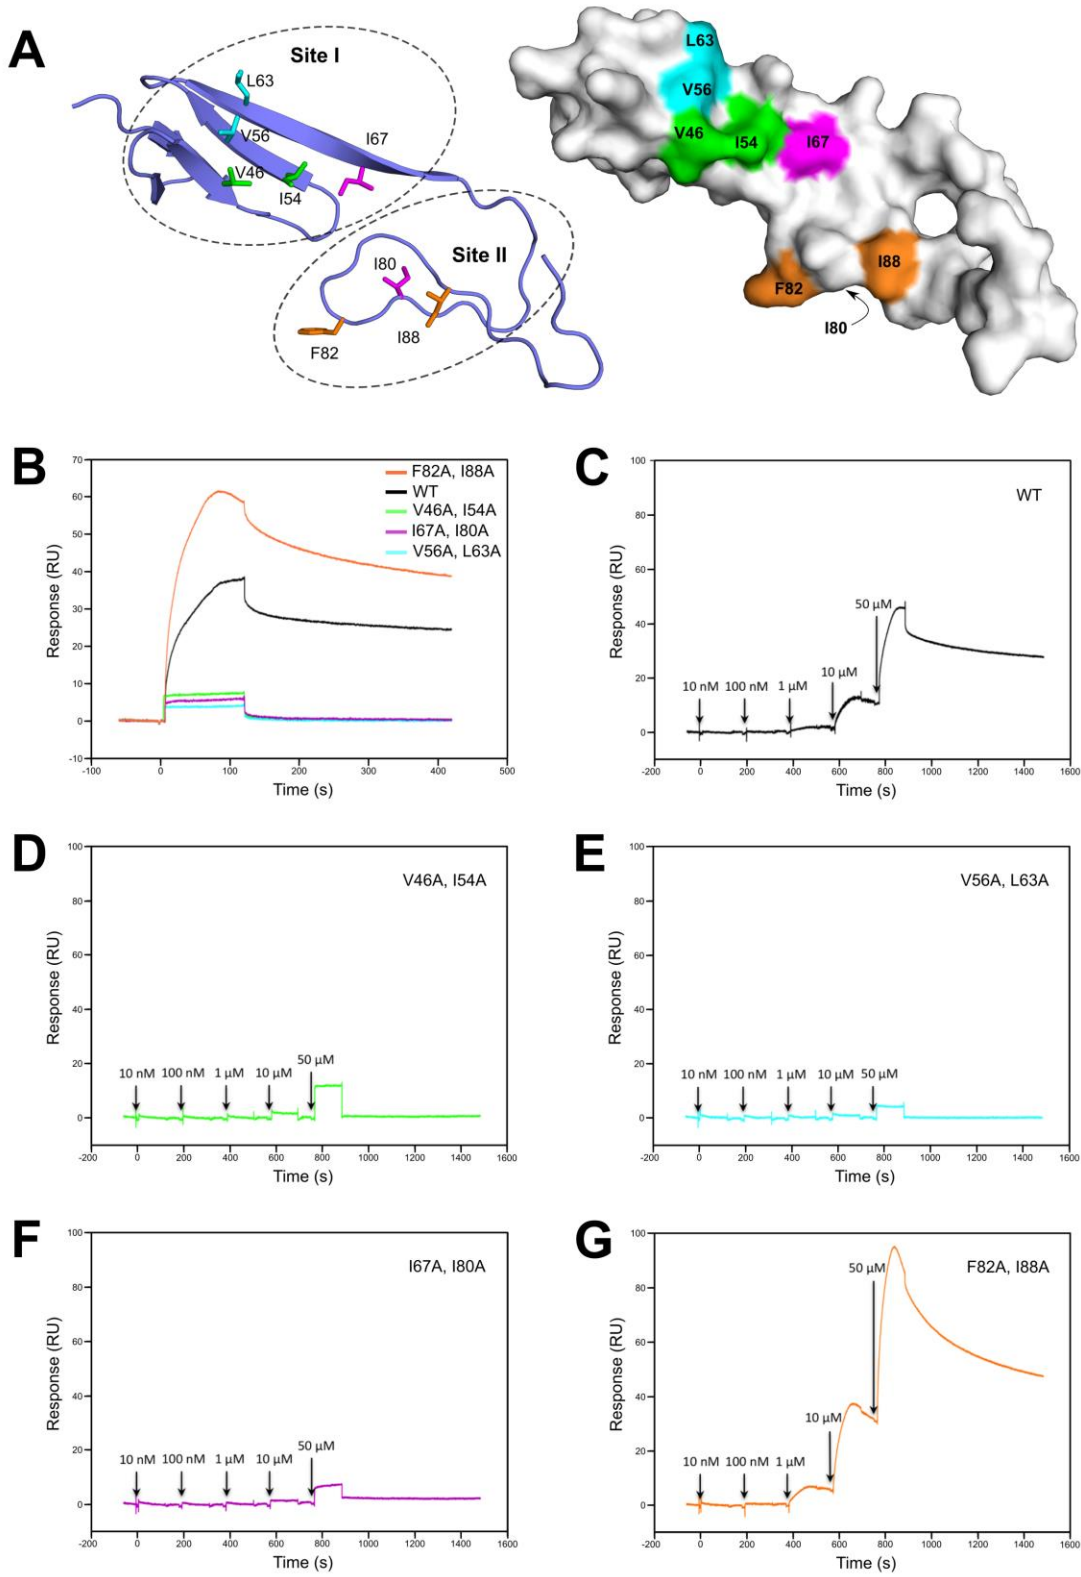 A
Site I
L63
V56
I67
V46
I54
Site II
I80
F82
I88
L63
V56
V46
I54
I67
I88
F82
I80
B
70
60
50
40
30
20
10
0
-10
Response (RU)
F82A, I88A
WT
V46A, I54A
I67A, I80A
V56A, L63A
-100 0 100 200 300 400 500
Time (s)
C
100
80
60
40
20
0
Response (RU)
WT
10 nM 100 nM 1 µM 10 µM 50 µM
-200 0 200 400 600 800 1000 1200 1400 1600
Time (s)
D
100
80
60
40
20
0
Response (RU)
V46A, I54A
10 nM 100 nM 1 µM 10 µM 50 µM
-200 0 200 400 600 800 1000 1200 1400 1600
Time (s)
E
100
80
60
40
20
0
Response (RU)
V56A, L63A
10 nM 100 nM 1 µM 10 µM 50 µM
-200 0 200 400 600 800 1000 1200 1400 1600
Time (s)
F
100
80
60
40
20
0
Response (RU)
I67A, I80A
10 nM 100 nM 1 µM 10 µM 50 µM
-200 0 200 400 600 800 1000 1200 1400 1600
Time (s)
G
100
80
60
40
20
0
Response (RU)
F82A, I88A
10 nM 100 nM 1 µM 10 µM 50 µM
-200 0 200 400 600 800 1000 1200 1400 1600
Time (s)